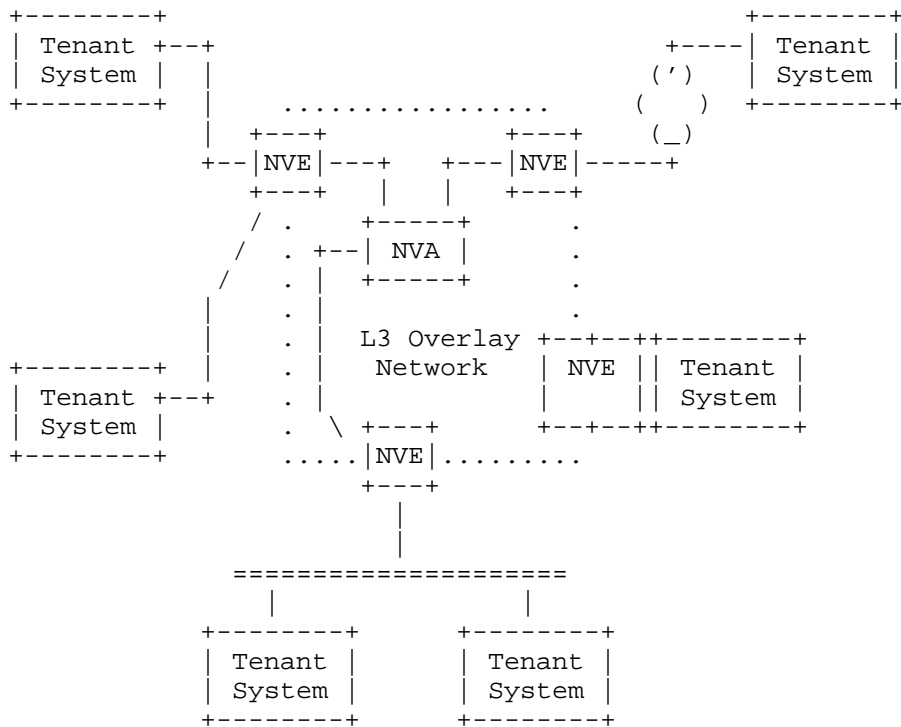 +--------+                                    +--------+
| Tenant +--+                            +----| Tenant |
| System |  |                           (')   | System |
+--------+  |    .................     (   )  +--------+
            |  +---+           +---+     (_)
            +--|NVE|---+   +---|NVE|-----+
               +---+   |   |   +---+
               / .    +-----+      .
              /  . +--| NVA |      .
             /   . |  +-----+      .
            |    . |               .
            |    . |  L3 Overlay +--+--++--------+
+--------+  |    . |   Network   | NVE || Tenant |
| Tenant +--+    . |             |     || System |
| System |       .  \ +---+      +--+--++--------+
+--------+       .....|NVE|.........
                      +---+
                        |
                        |
              =====================
                |               |
            +--------+      +--------+
            | Tenant |      | Tenant |
            | System |      | System |
            +--------+      +--------+